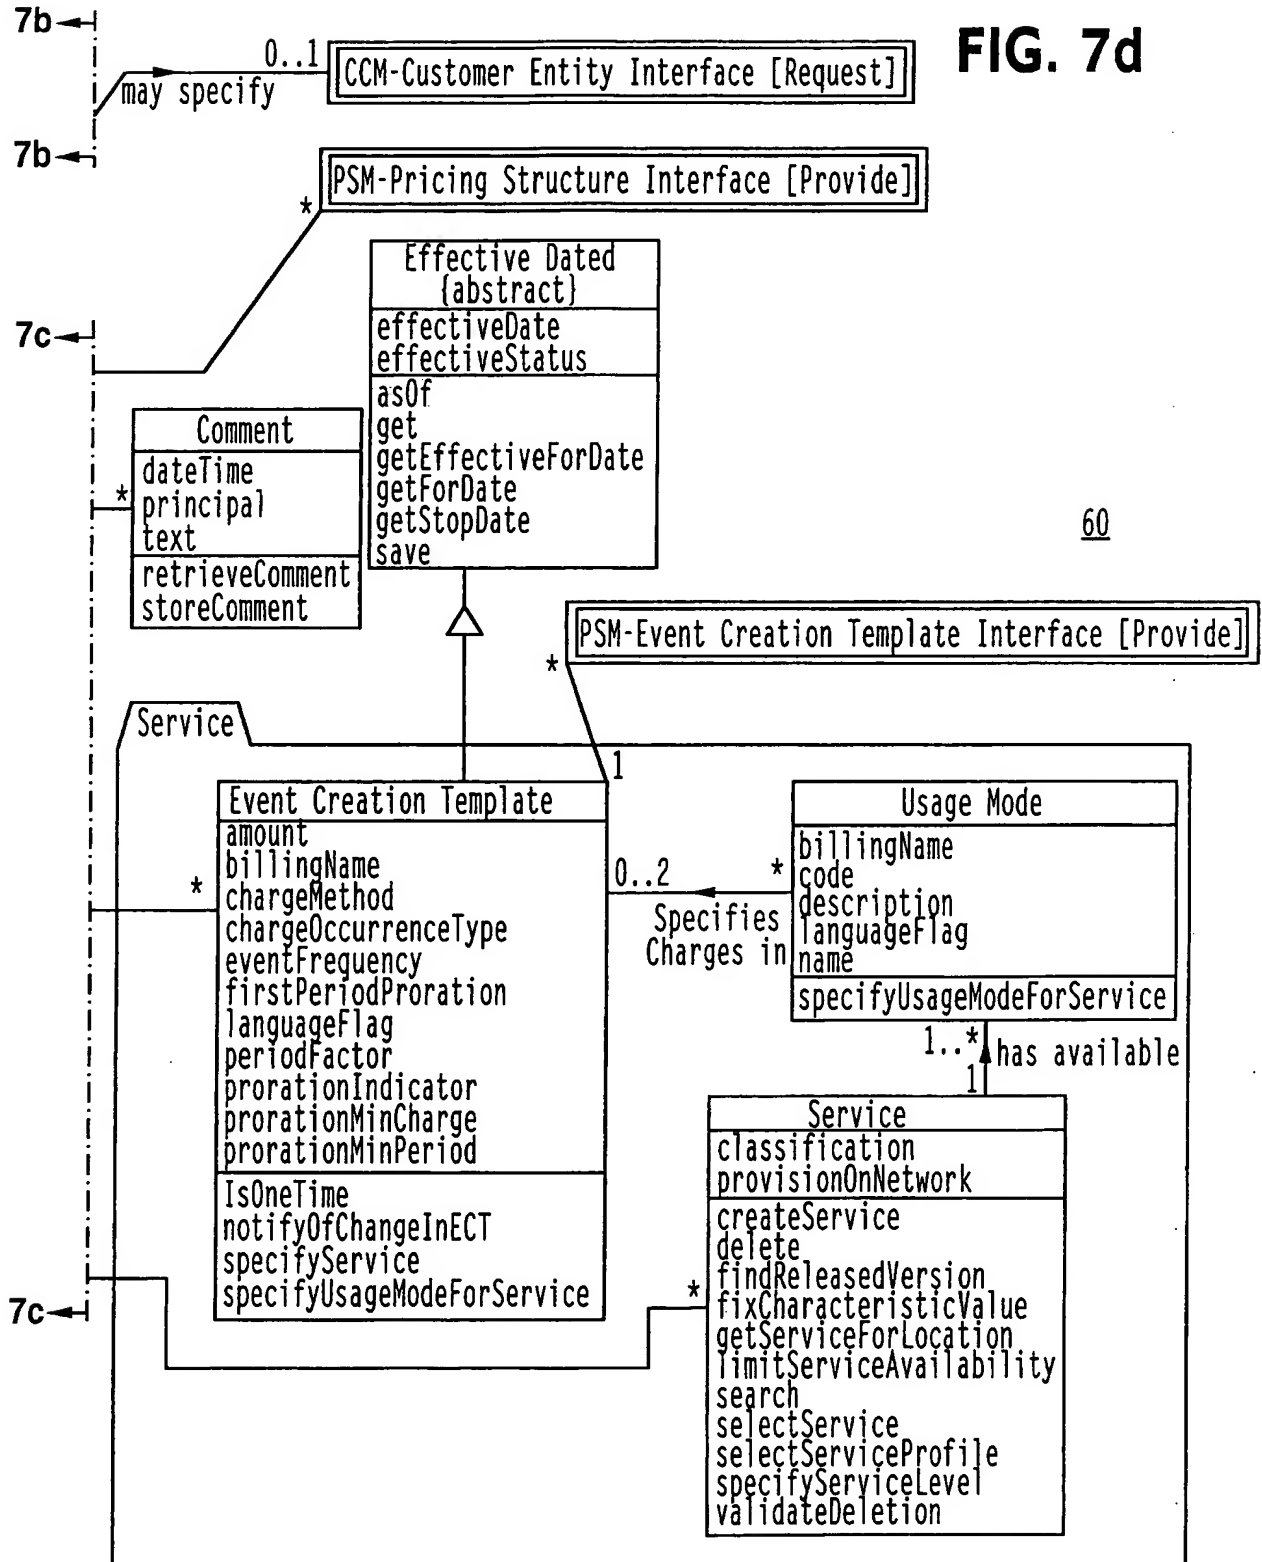 7b
FIG. 7d
0..1
CCM-Customer Entity Interface [Request]
may specify
7b
PSM-Pricing Structure Interface [Provide]
*
Effective Dated
{abstract}
effectiveDate
effectiveStatus
asOf
get
getEffectiveForDate
getForDate
getStopDate
save
7c
Comment
dateTime
* principal
text
retrieveComment
storeComment
60
PSM-Event Creation Template Interface [Provide]
*
1
Service
Event Creation Template
amount
billingName
* chargeMethod
chargeOccurrenceType
eventFrequency
firstPeriodProration
languageFlag
periodFactor
prorationIndicator
prorationMinCharge
prorationMinPeriod
IsOneTime
notifyOfChangeInECT
specifyService
specifyUsageModeForService
0..2
*
Specifies
Charges in
Usage Mode
billingName
code
description
languageFlag
name
specifyUsageModeForService
1..*
has available
1
Service
classification
provisionOnNetwork
createService
delete
findReleasedVersion
* fixCharacteristicValue
getServiceForLocation
limitServiceAvailability
search
selectService
selectServiceProfile
specifyServiceLevel
validateDeletion
7c